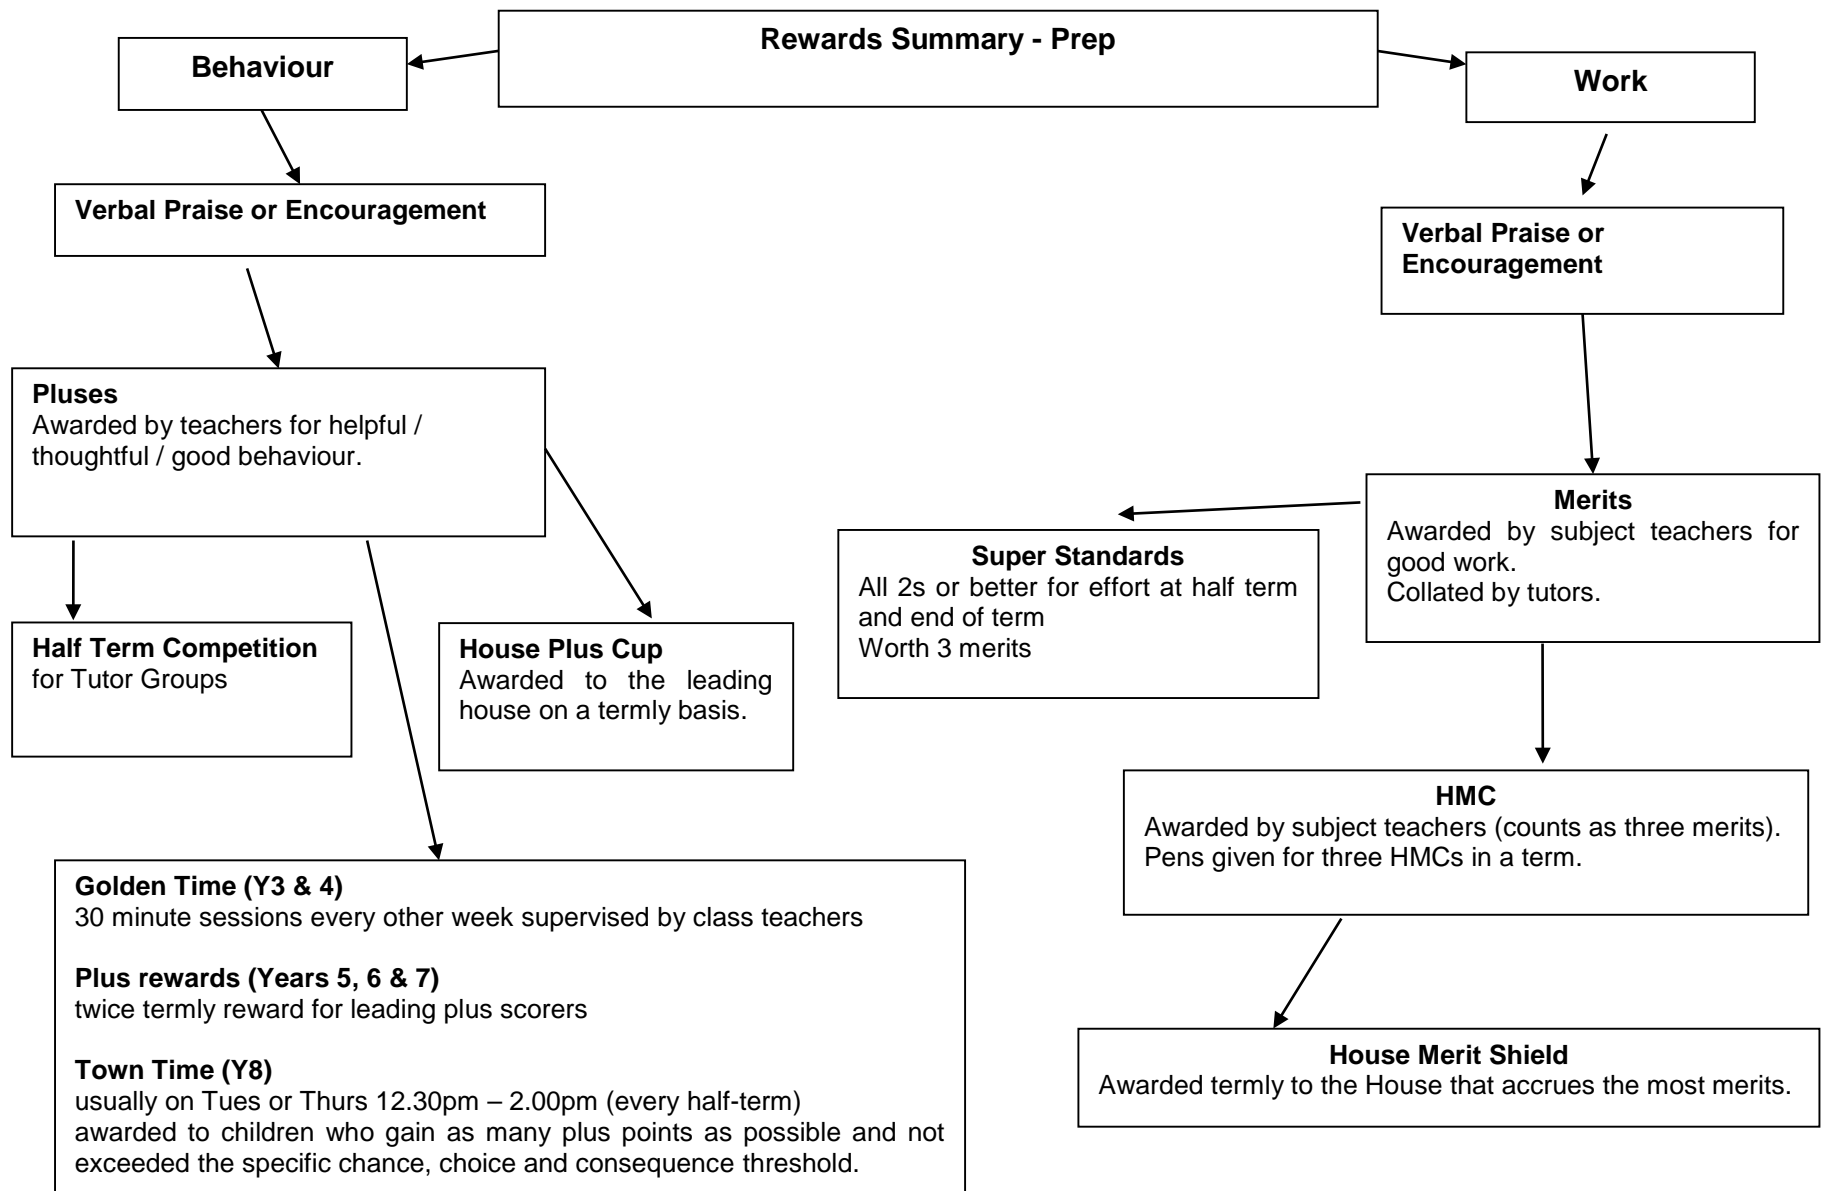 Rewards Summary - Prep
Behaviour
Work
Verbal Praise or Encouragement
Verbal Praise or
Encouragement
Pluses
Awarded by teachers for helpful /
thoughtful / good behaviour.
Merits
Awarded by subject teachers for
good work.
Collated by tutors.
Super Standards
All 2s or better for effort at half term
and end of term
Worth 3 merits
Half Term Competition
for Tutor Groups
House Plus Cup
Awarded to the leading
house on a termly basis.
HMC
Awarded by subject teachers (counts as three merits).
Pens given for three HMCs in a term.
Golden Time (Y3 & 4)
30 minute sessions every other week supervised by class teachers
Plus rewards (Years 5, 6 & 7)
twice termly reward for leading plus scorers
Town Time (Y8)
usually on Tues or Thurs 12.30pm – 2.00pm (every half-term)
awarded to children who gain as many plus points as possible and not
exceeded the specific chance, choice and consequence threshold.
House Merit Shield
Awarded termly to the House that accrues the most merits.